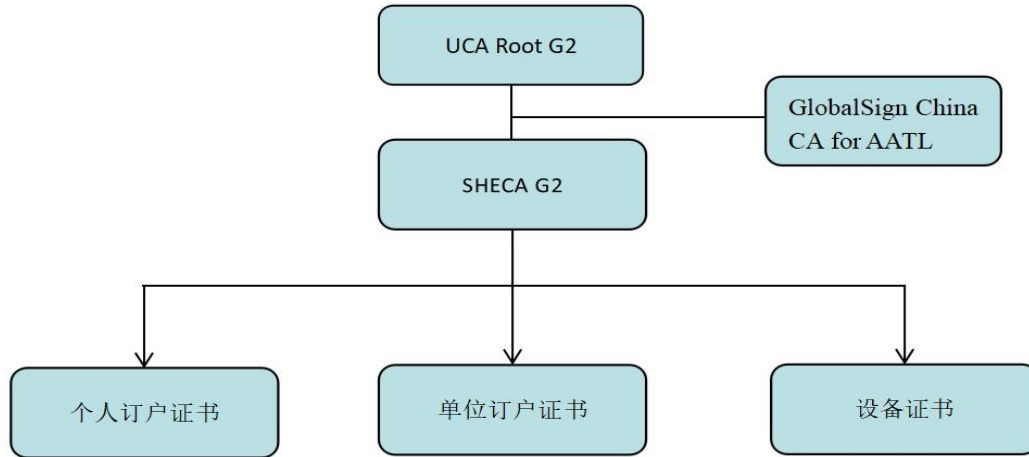 UCA Root G2
GlobalSign China
CA for AATL
SHECA G2
个人订户证书
单位订户证书
设备证书